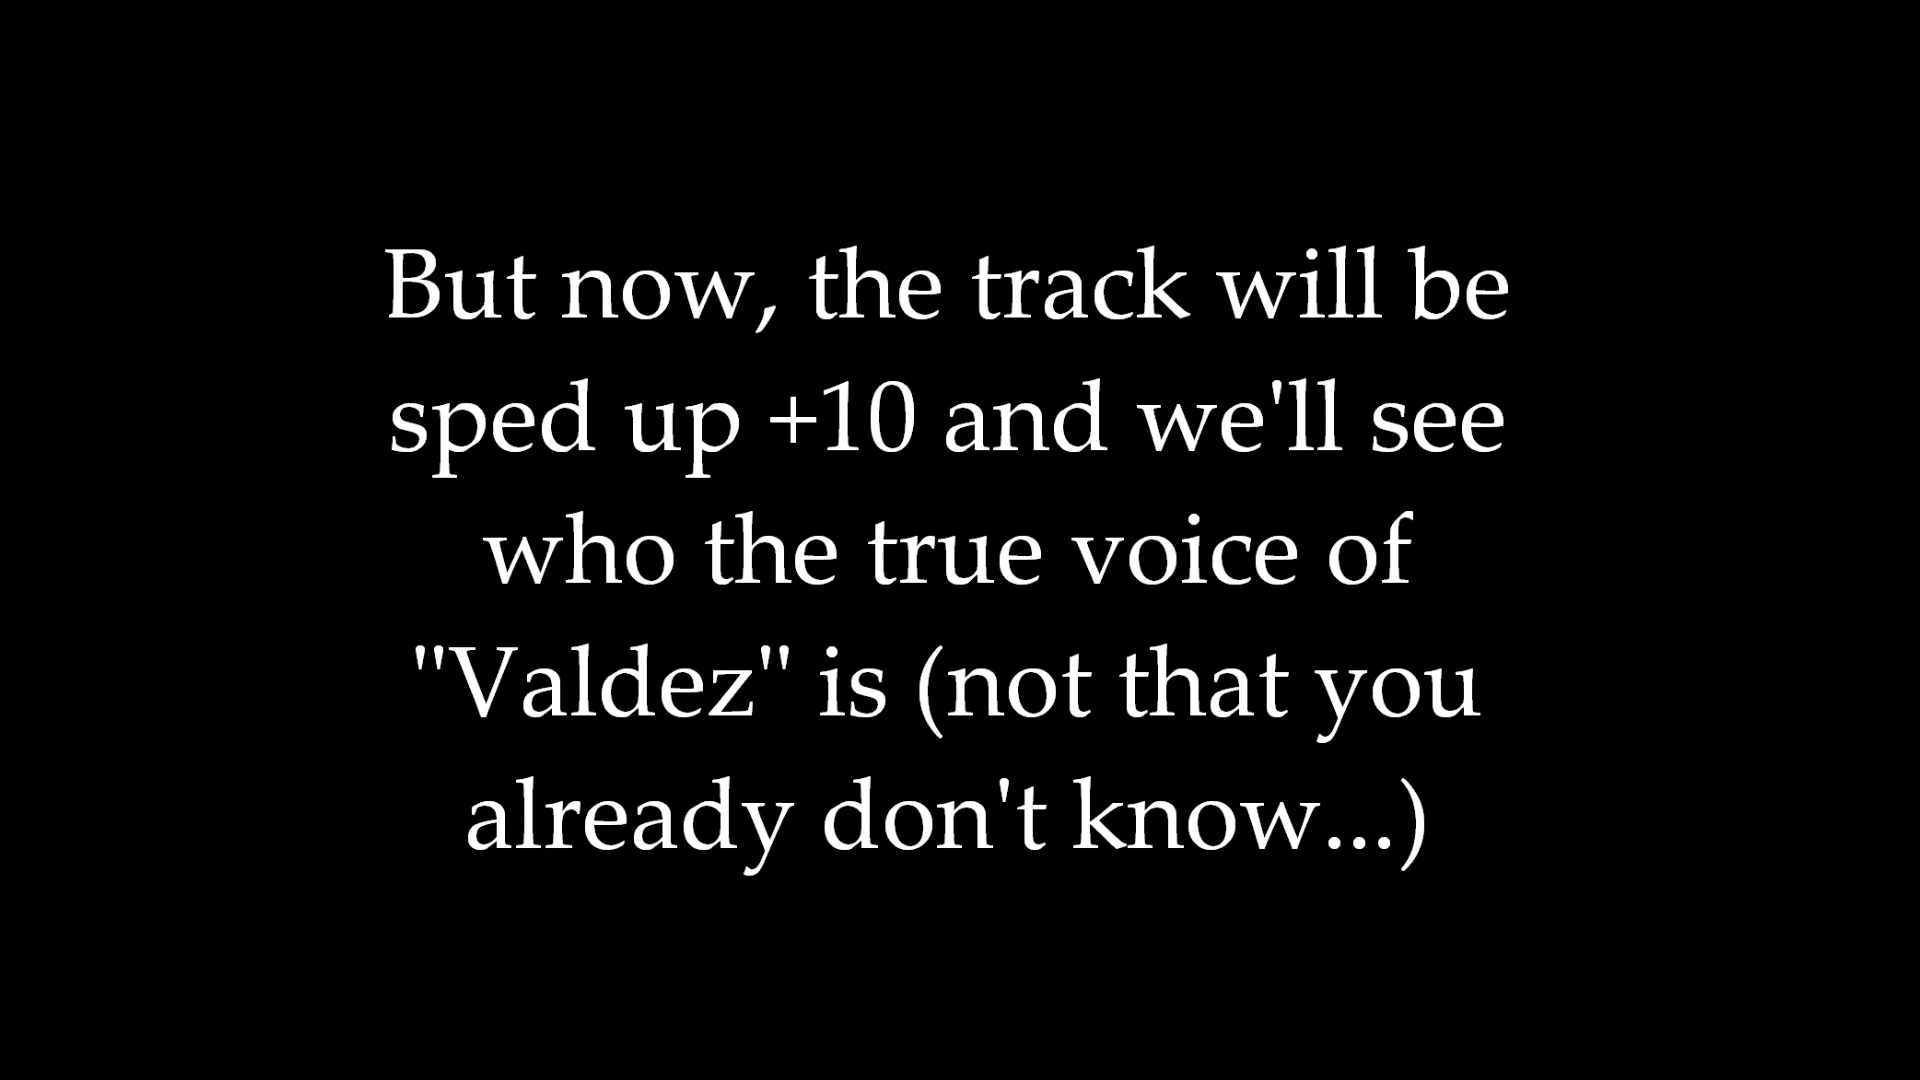 But now, the track will be
sped up +10 and we'll see
who the true voice of
"Valdez" is (not that you
already don't know...)